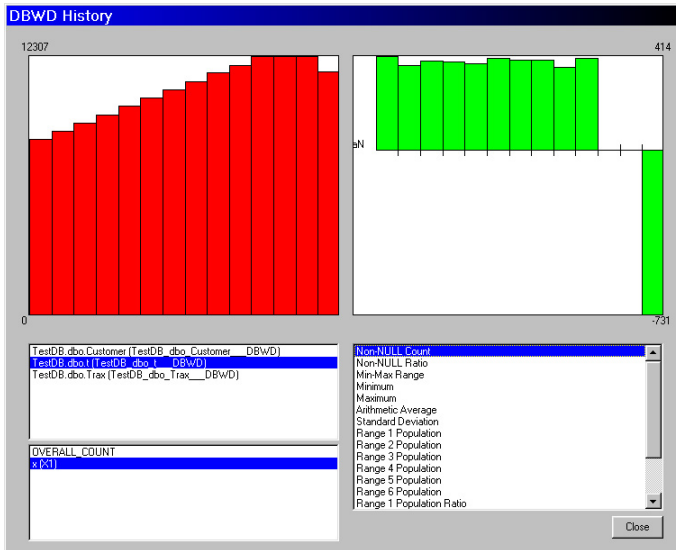 DBWD History
12307
414
aN
0
-731
TestDB.dbo.Customer (TestDB_dbo_Customer___DBWD)
TestDB.dbo.t (TestDB_dbo_t___DBWD)
TestDB.dbo.Trax (TestDB_dbo_Trax___DBWD)
OVERALL_COUNT
x (X1)
Non-NULL Count
Non-NULL Ratio
Min-Max Range
Minimum
Maximum
Arithmetic Average
Standard Deviation
Range 1 Population
Range 2 Population
Range 3 Population
Range 4 Population
Range 5 Population
Range 6 Population
Range 1 Population Ratio
Close